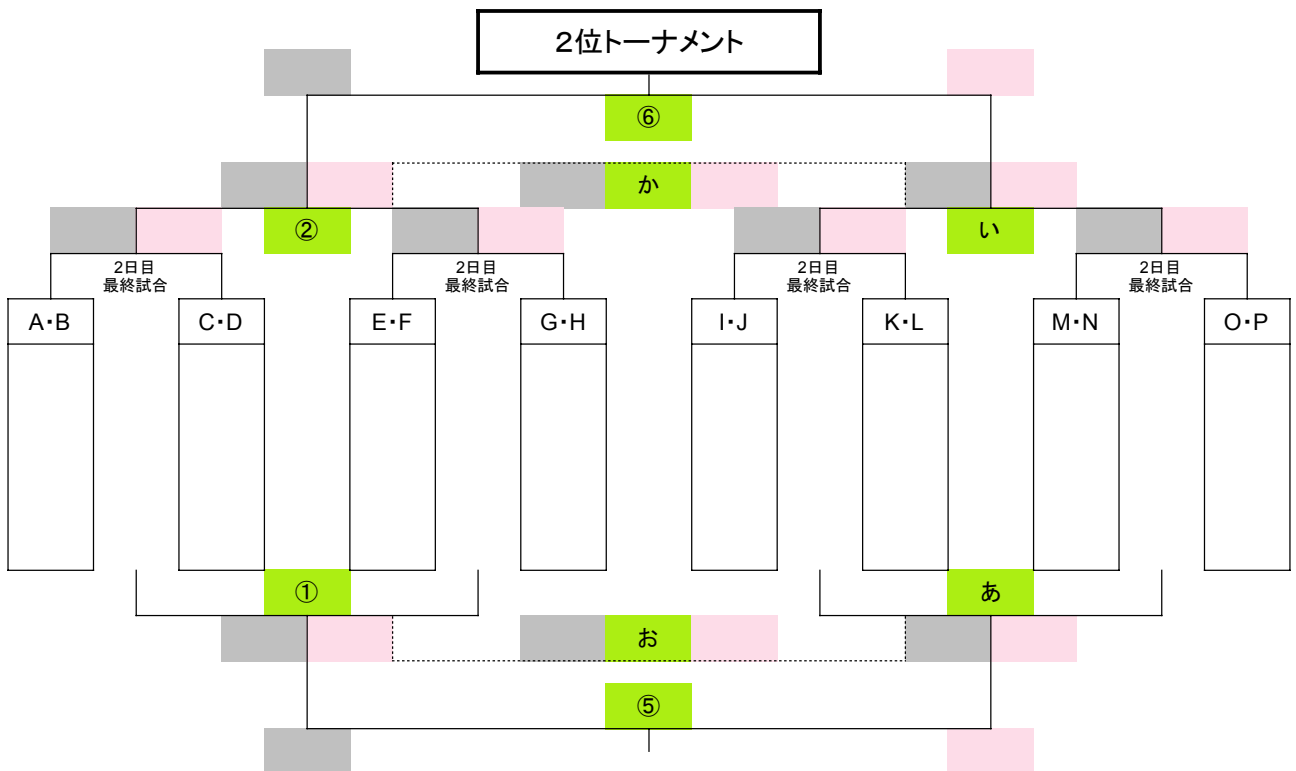 2位トーナメント
⑥
か
②
い
2日目
最終試合
2日目
最終試合
2日目
最終試合
2日目
最終試合
A・B
C・D
E・F
G・H
I・J
K・L
M・N
O・P
①
あ
お
⑤